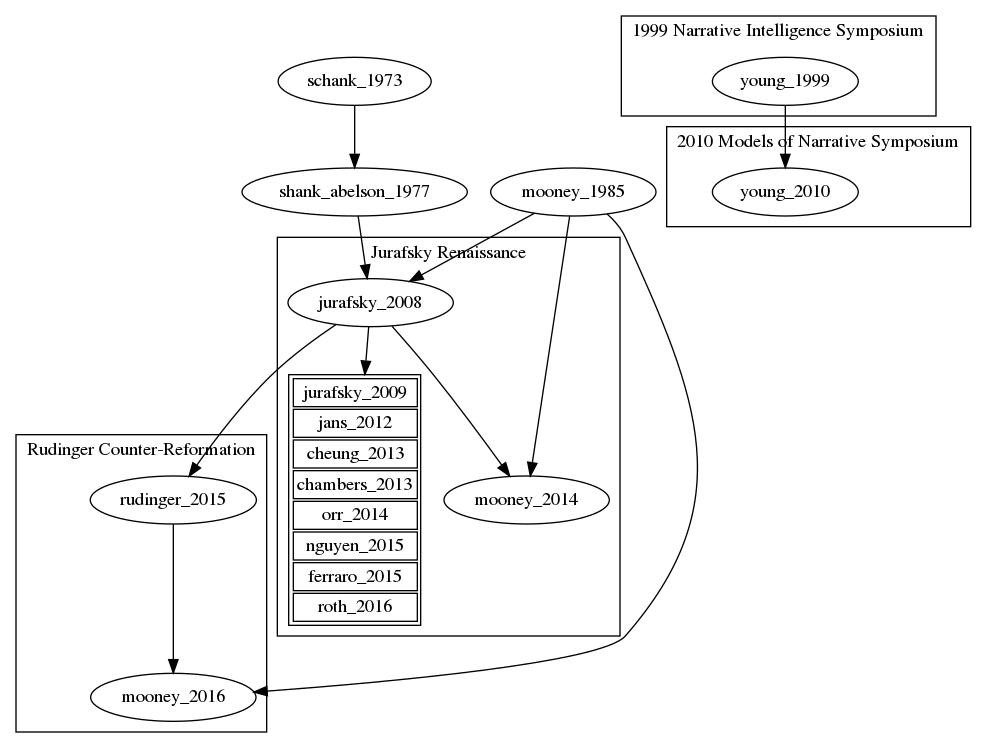 1999 Narrative Intelligence Symposium
schank_1973
young_1999
2010 Models of Narrative Symposium
shank_abelson_1977
mooney_1985
young_2010
Jurafsky Renaissance
jurafsky_2008
jurafsky_2009
jans_2012
cheung_2013
chambers_2013
orr_2014
nguyen_2015
ferraro_2015
roth_2016
mooney_2014
Rudinger Counter-Reformation
rudinger_2015
mooney_2016